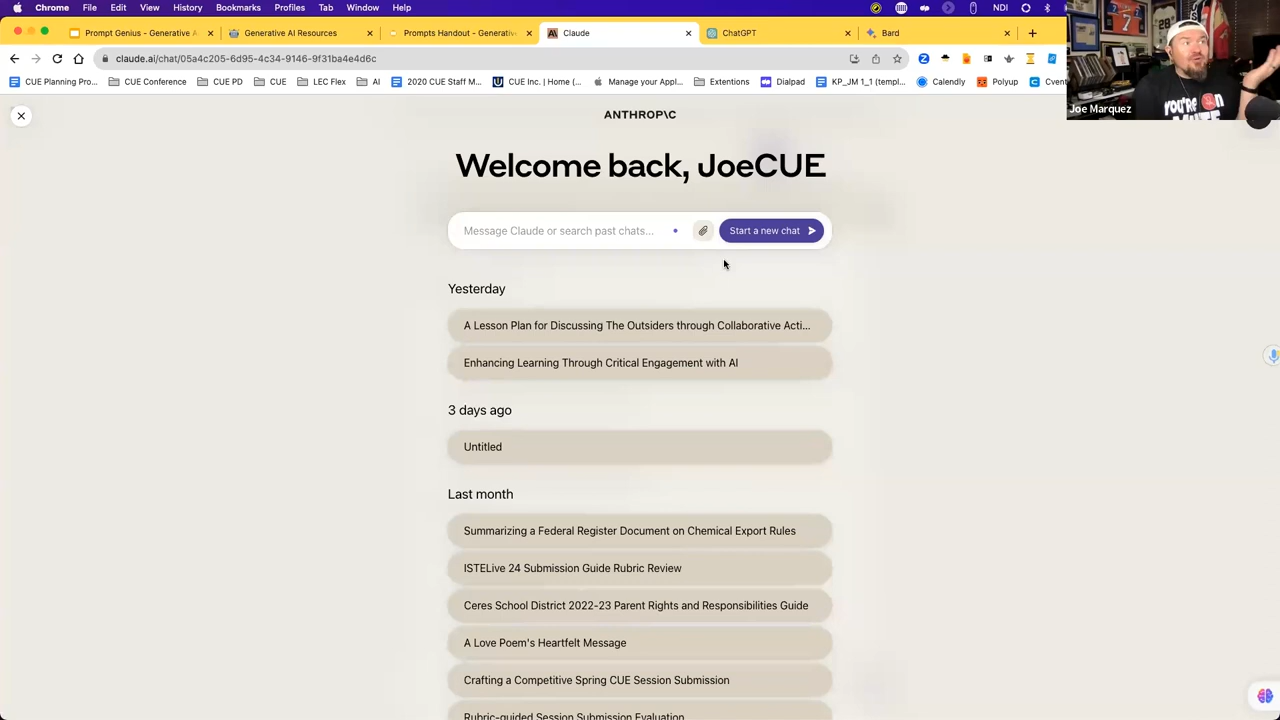 Chrome File Edit View History Bookmarks Profiles Tab Window Help NDI
Prompt Genius - Generative A
Generative AI Resources
Prompts Handout - Generative
Claude
ChatGPT
Bard
claude.ai/chat/05a4c205-6d95-4c34-9146-9f31ba4e4d6c
CUE Planning Pro... CUE Conference CUE PD CUE LEC Flex AI 2020 CUE Staff M... CUE Inc. | Home (... Manage your Appl... Extentions Dialpad KP_JM 1_1 (templ... Calendly Polyup Cvent
Joe Marquez
ANTHROP\C
Welcome back, JoeCUE
Message Claude or search past chats...
Start a new chat
Yesterday
A Lesson Plan for Discussing The Outsiders through Collaborative Acti...
Enhancing Learning Through Critical Engagement with AI
3 days ago
Untitled
Last month
Summarizing a Federal Register Document on Chemical Export Rules
ISTELive 24 Submission Guide Rubric Review
Ceres School District 2022-23 Parent Rights and Responsibilities Guide
A Love Poem's Heartfelt Message
Crafting a Competitive Spring CUE Session Submission
Rubric-guided Session Submission Evaluation